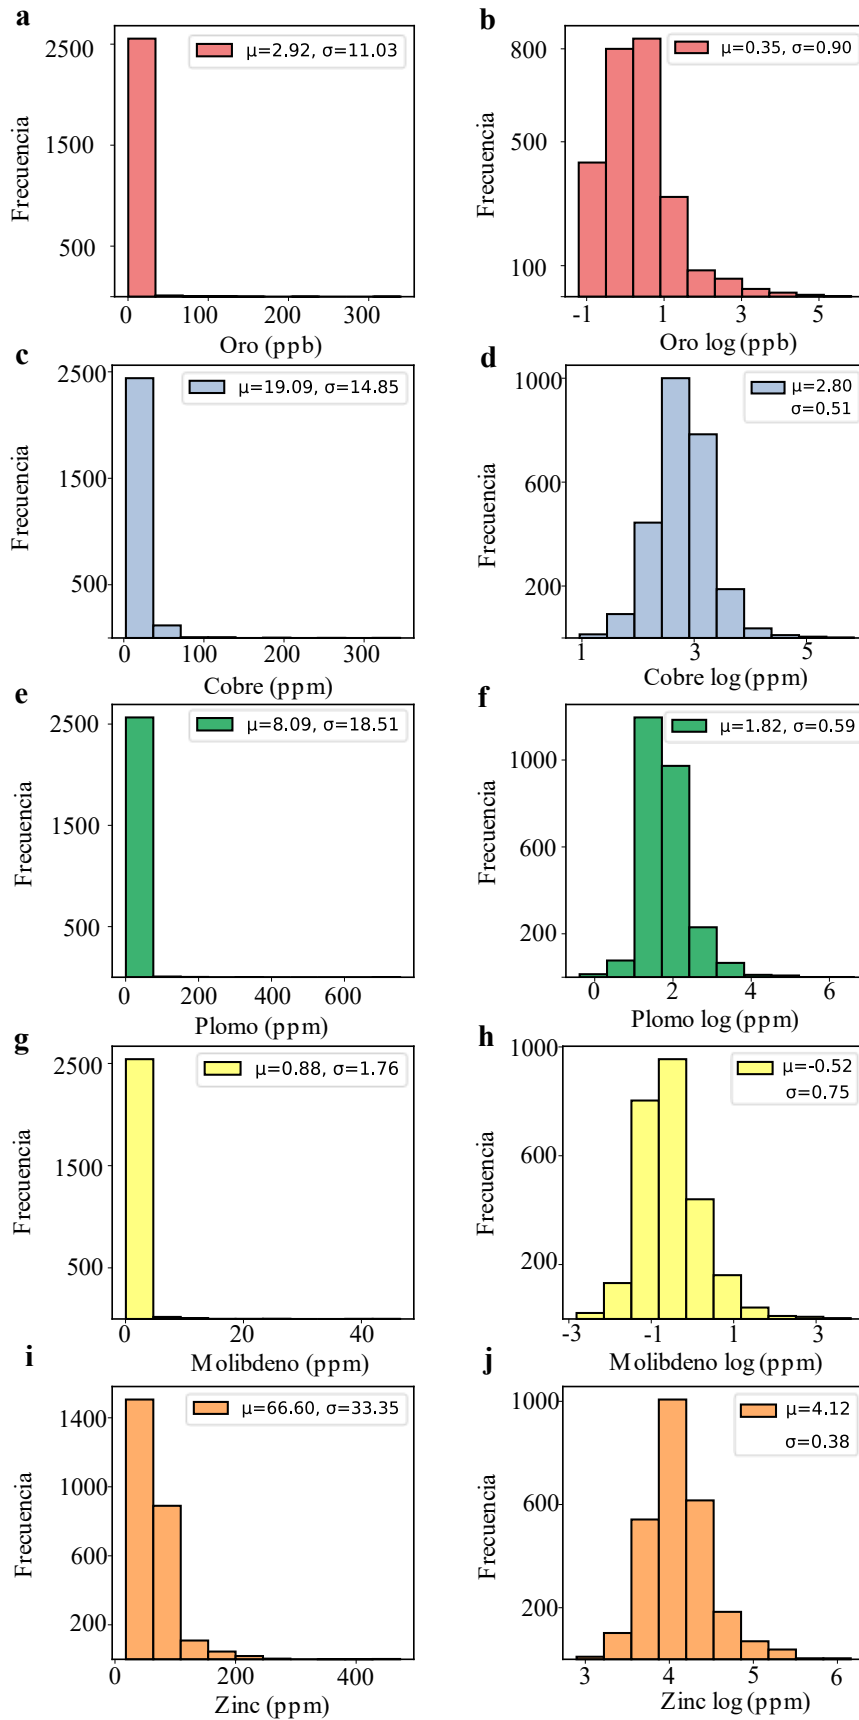 a
2500
1500
500
Frecuencia
μ=2.92, σ=11.03
0 100 200 300
Oro (ppb)
b
800
500
100
Frecuencia
μ=0.35, σ=0.90
-1 1 3 5
Oro log (ppb)
c
2500
1500
500
Frecuencia
μ=19.09, σ=14.85
0 100 200 300
Cobre (ppm)
d
1000
600
200
Frecuencia
μ=2.80
σ=0.51
1 3 5
Cobre log (ppm)
e
2500
1500
500
Frecuencia
μ=8.09, σ=18.51
0 200 400 600
Plomo (ppm)
f
1000
600
200
Frecuencia
μ=1.82, σ=0.59
0 2 4 6
Plomo log (ppm)
g
2500
1500
500
Frecuencia
μ=0.88, σ=1.76
0 20 40
Molibdeno (ppm)
h
1000
600
200
Frecuencia
μ=-0.52
σ=0.75
-3 -1 1 3
Molibdeno log (ppm)
i
1400
1000
600
200
Frecuencia
μ=66.60, σ=33.35
0 200 400
Zinc (ppm)
j
1000
600
200
Frecuencia
μ=4.12
σ=0.38
3 4 5 6
Zinc log (ppm)